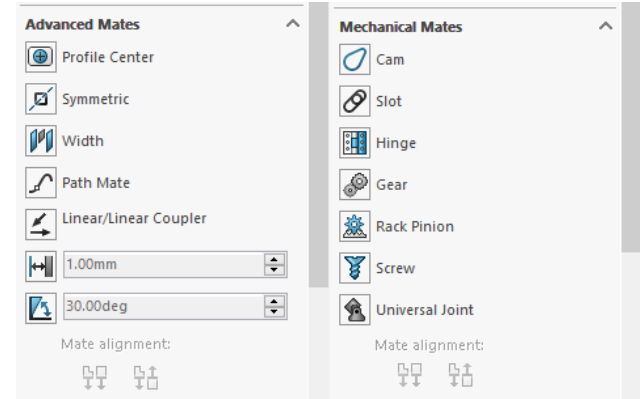 Advanced Mates
Profile Center
Symmetric
Width
Path Mate
Linear/Linear Coupler
1.00mm
30.00deg
Mate alignment:
Mechanical Mates
Cam
Slot
Hinge
Gear
Rack Pinion
Screw
Universal Joint
Mate alignment: